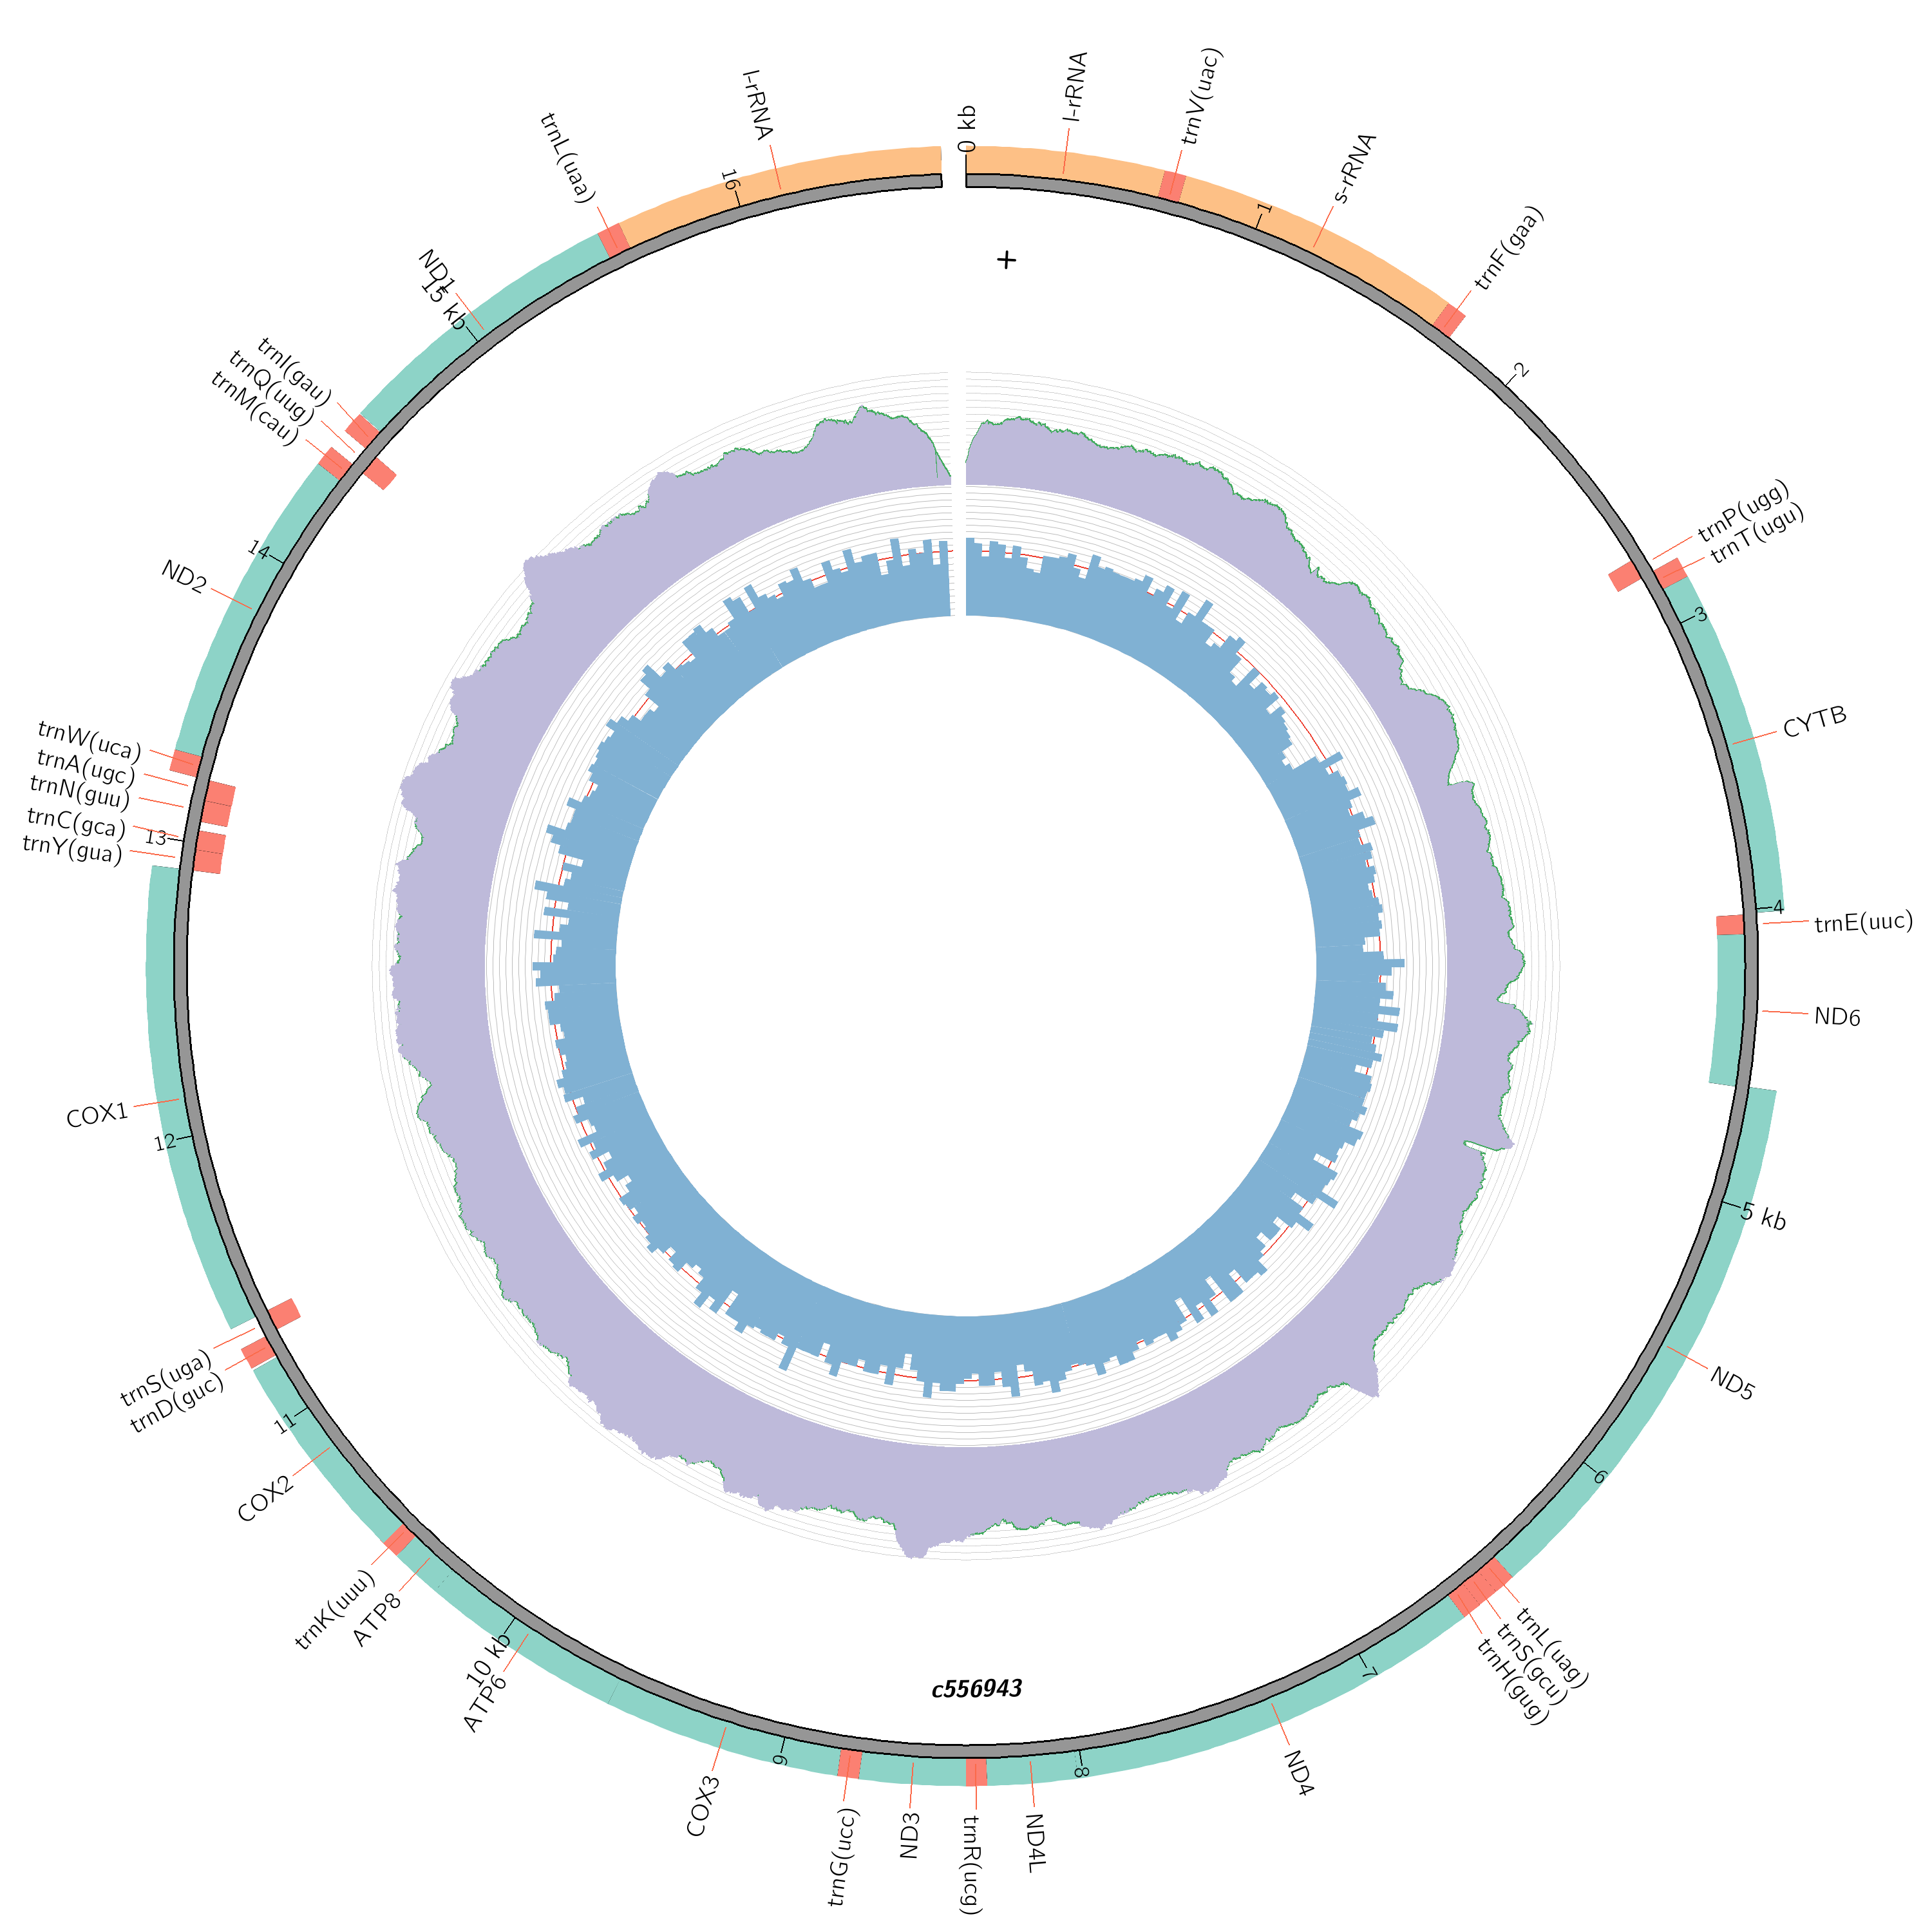 0 kb
l-rRNA
trnV(uac)
1
s-rRNA
trnF(gaa)
2
trnP(ugg)
trnT(ugu)
3
CYTB
4
trnE(uuc)
ND6
5 kb
ND5
6
trnL(uag)
trnS(gcu)
trnH(gug)
7
ND4
8
ND4L
trnR(ucg)
ND3
trnG(ucc)
9
COX3
ATP6
10 kb
ATP8
trnK(uuu)
COX2
11
trnD(guc)
trnS(uga)
12
COX1
trnY(gua)
13
trnC(gca)
trnN(guu)
trnA(ugc)
trnW(uca)
ND2
14
trnM(cau)
trnQ(uug)
trnI(gau)
15 kb
ND1
trnL(uaa)
16
l-rRNA
+
c556943